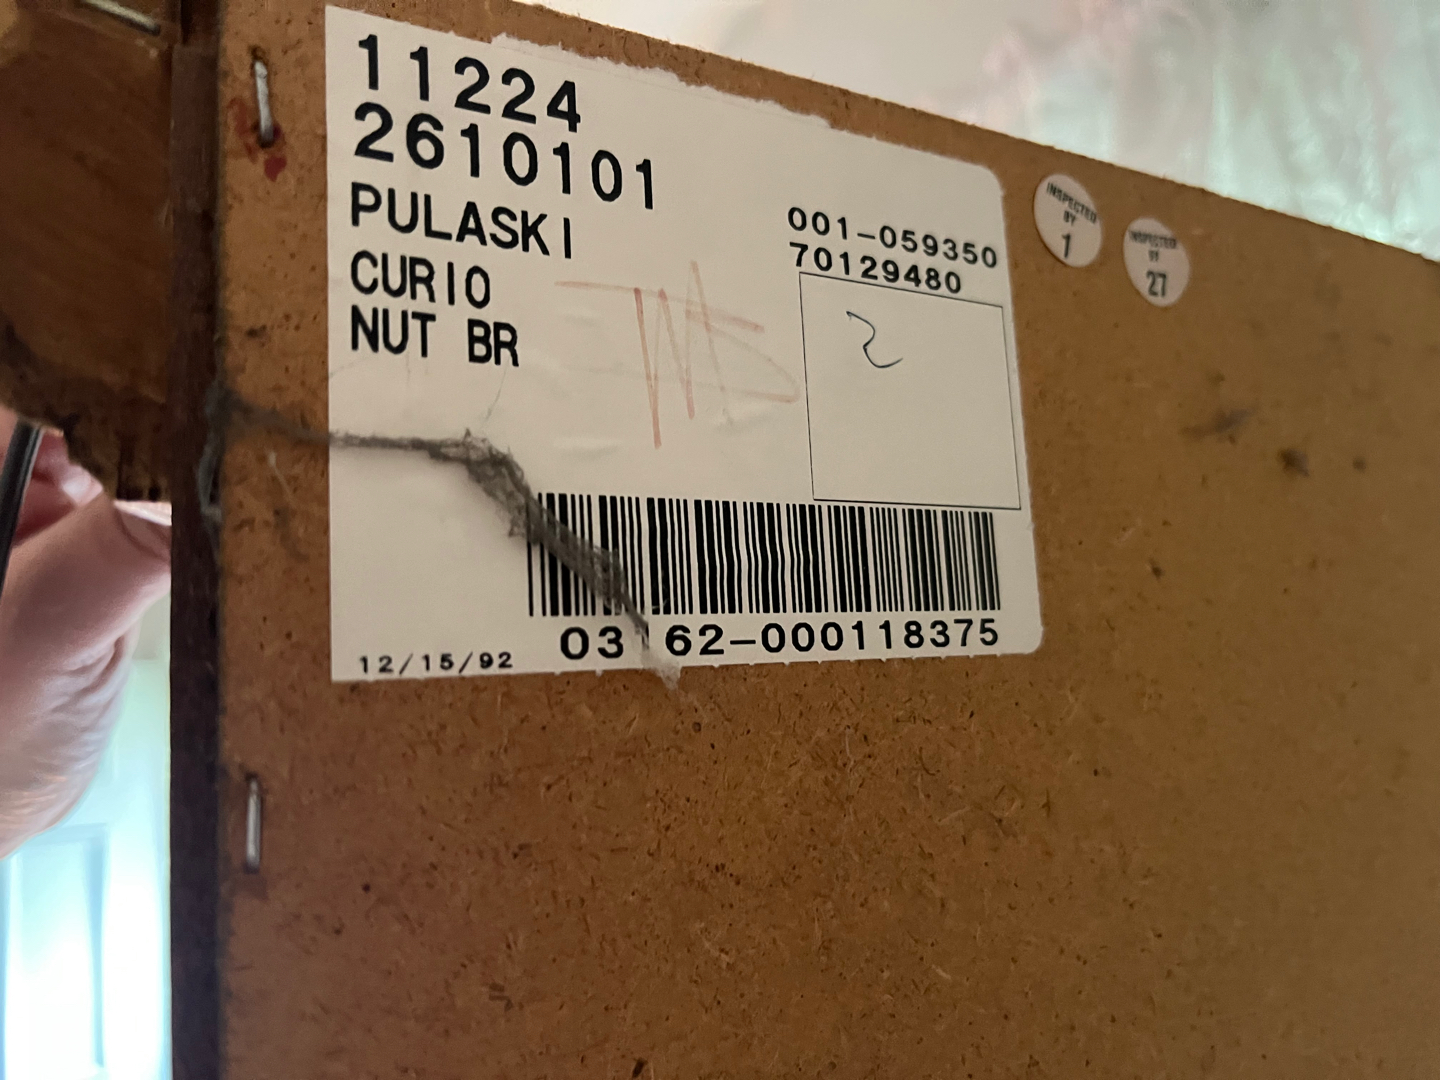 11224
2610101
PULASKI
CURIO
NUT BR
001-059350
70129480
2
INSPECTED
BY
1
INSPECTED
BY
27
62-000118375
12/15/92